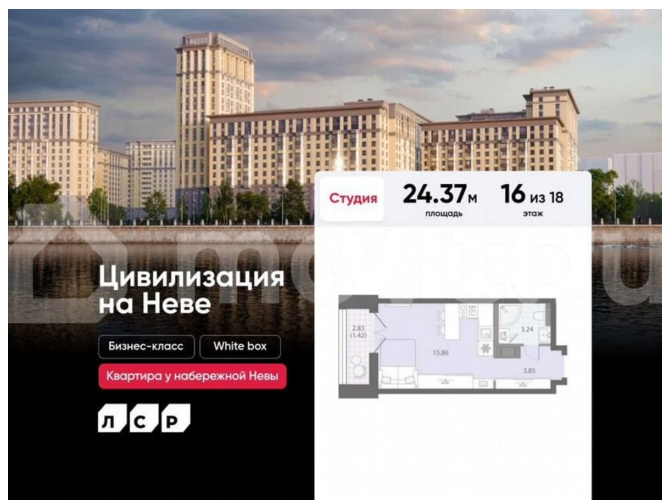 Студия
24.37м
площадь
16 из 18
этаж
Цивилизация
на Неве
Бизнес-класс
White box
Квартира у набережной Невы
ЛСР
2.83
(1.42)
15.86
3.24
3.85